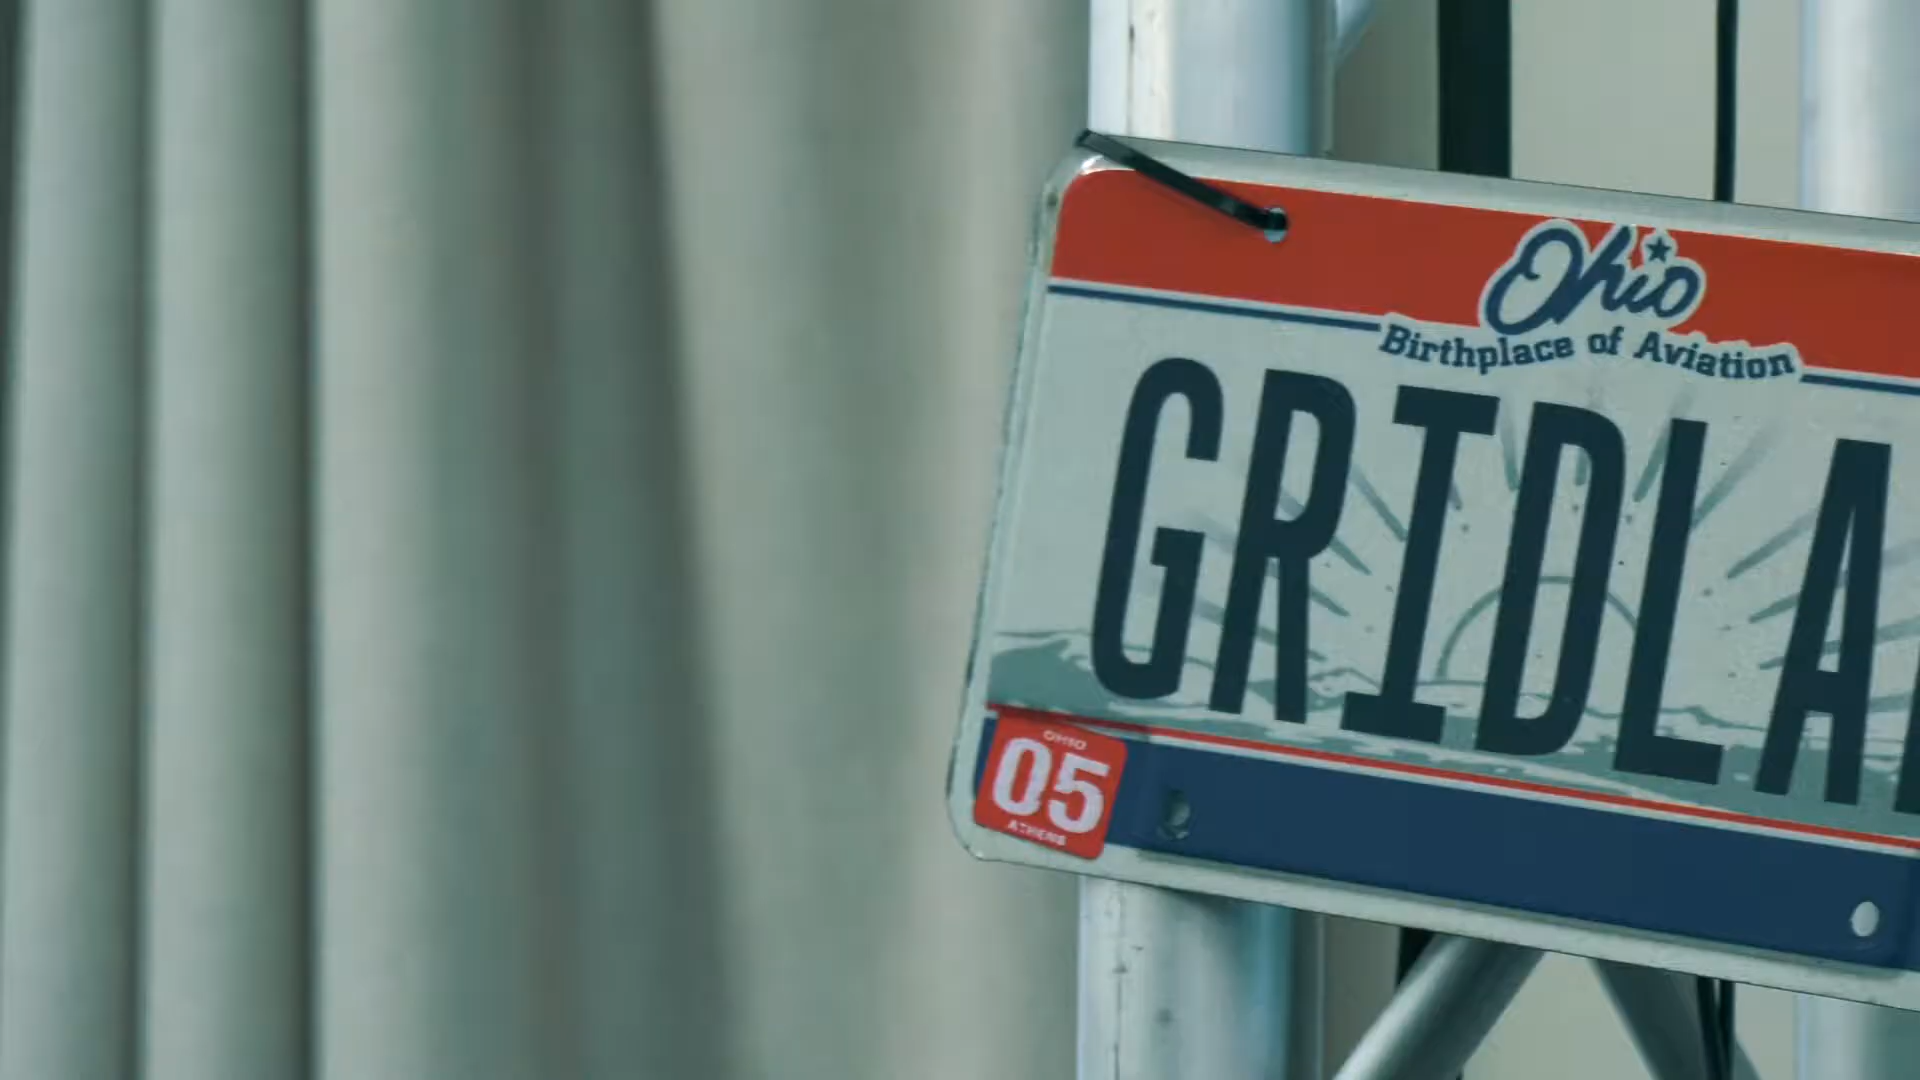 Ohio
Birthplace of Aviation
GRIDLA
OHIO
05
ATHENS